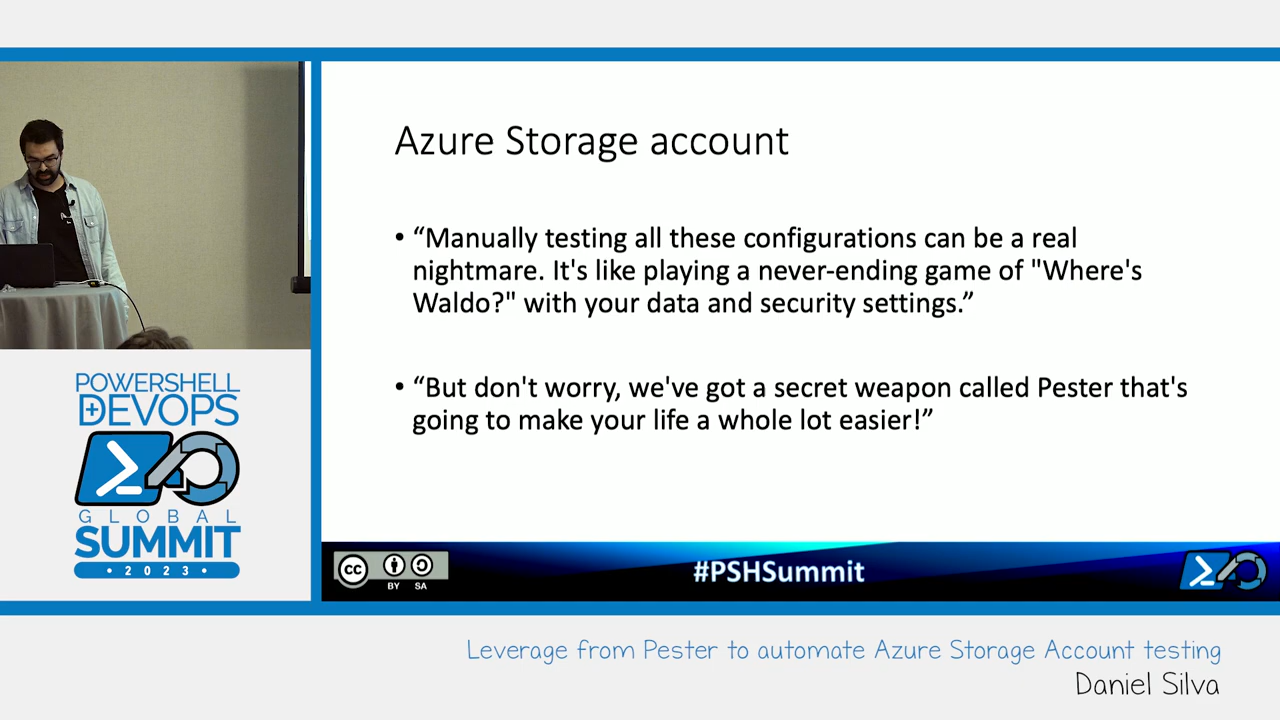 Azure Storage account
• “Manually testing all these configurations can be a real
nightmare. It's like playing a never-ending game of "Where's
Waldo?" with your data and security settings.”
• “But don't worry, we've got a secret weapon called Pester that's
going to make your life a whole lot easier!”
POWERSHELL
+DEVOPS
GLOBAL
SUMMIT
• 2023 •
cc
BY SA
#PSHSummit
Leverage from Pester to automate Azure Storage Account testing
Daniel Silva